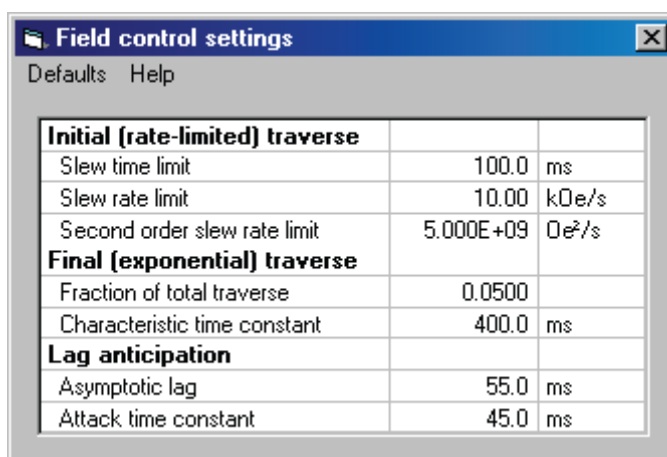 Field control settings
Defaults Help
Initial (rate-limited) traverse
Slew time limit 100.0 ms
Slew rate limit 10.00 kOe/s
Second order slew rate limit 5.000E+09 Oe²/s
Final (exponential) traverse
Fraction of total traverse 0.0500
Characteristic time constant 400.0 ms
Lag anticipation
Asymptotic lag 55.0 ms
Attack time constant 45.0 ms